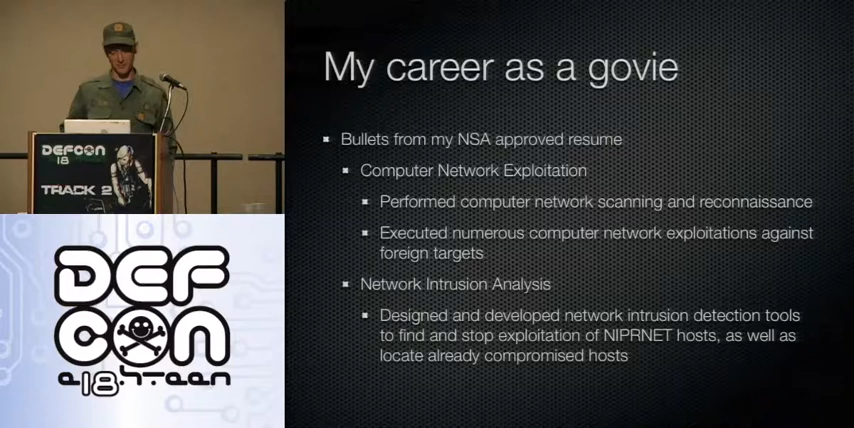 My career as a govie
Bullets from my NSA approved resume
Computer Network Exploitation
Performed computer network scanning and reconnaissance
Executed numerous computer network exploitations against
foreign targets
Network Intrusion Analysis
Designed and developed network intrusion detection tools
to find and stop exploitation of NIPRNET hosts, as well as
locate already compromised hosts
DEFCON
18
TRACK 2
DEF
CON
e18hteen